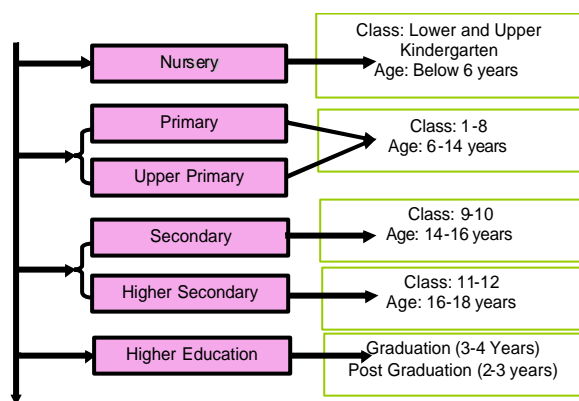 Nursery
Class: Lower and Upper
Kindergarten
Age: Below 6 years
Primary
Upper Primary
Class: 1-8
Age: 6-14 years
Secondary
Class: 9-10
Age: 14-16 years
Higher Secondary
Class: 11-12
Age: 16-18 years
Higher Education
Graduation (3-4 Years)
Post Graduation (2-3 years)